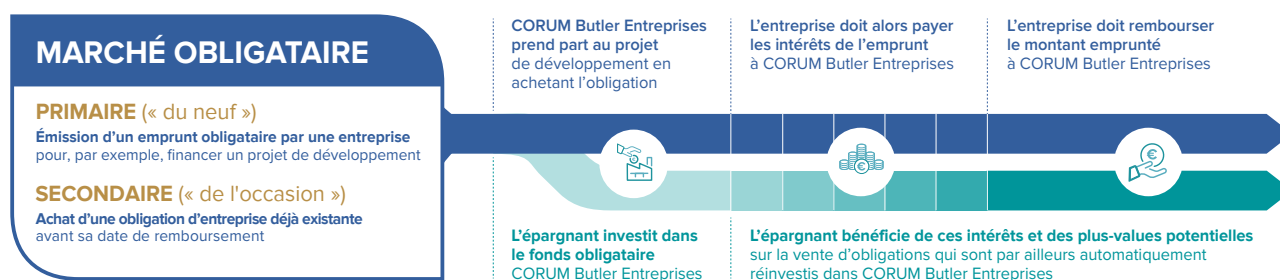 MARCHÉ OBLIGATAIRE
PRIMAIRE (« du neuf »)
Émission d'un emprunt obligataire par une entreprise
pour, par exemple, financer un projet de développement
SECONDAIRE (« de l'occasion »)
Achat d'une obligation d'entreprise déjà existante
avant sa date de remboursement
CORUM Butler Entreprises
prend part au projet
de développement en
achetant l'obligation
L'entreprise doit alors payer
les intérêts de l'emprunt
à CORUM Butler Entreprises
L'entreprise doit rembourser
le montant emprunté
à CORUM Butler Entreprises
L'épargnant investit dans
le fonds obligataire
CORUM Butler Entreprises
L'épargnant bénéficie de ces intérêts et des plus-values potentielles
sur la vente d'obligations qui sont par ailleurs automatiquement
réinvestis dans CORUM Butler Entreprises